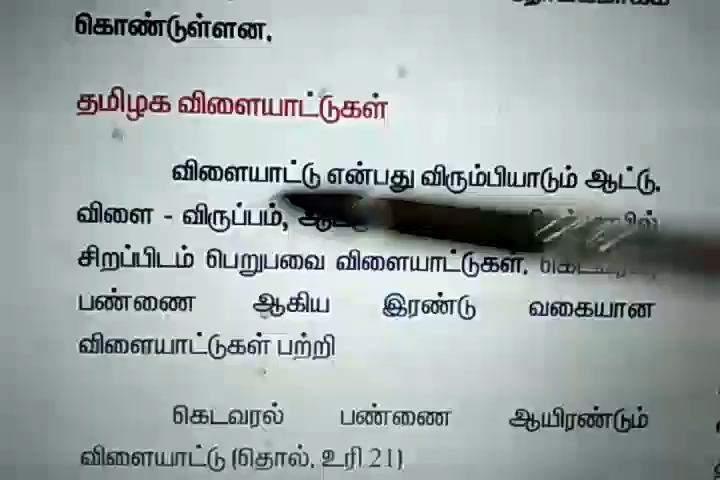 கொண்டுள்ளன.
தமிழக விளையாட்டுகள்
விளையாட்டு என்பது விரும்பியாடும் ஆட்டு.
விளை - விருப்பம்,
சிறப்பிடம் பெறுபவை விளையாட்டுகள்.
பண்ணை ஆகிய இரண்டு வகையான
விளையாட்டுகள் பற்றி
கெடவரல் பண்ணை ஆயிரண்டும்
விளையாட்டு (தொல். உரி 21)